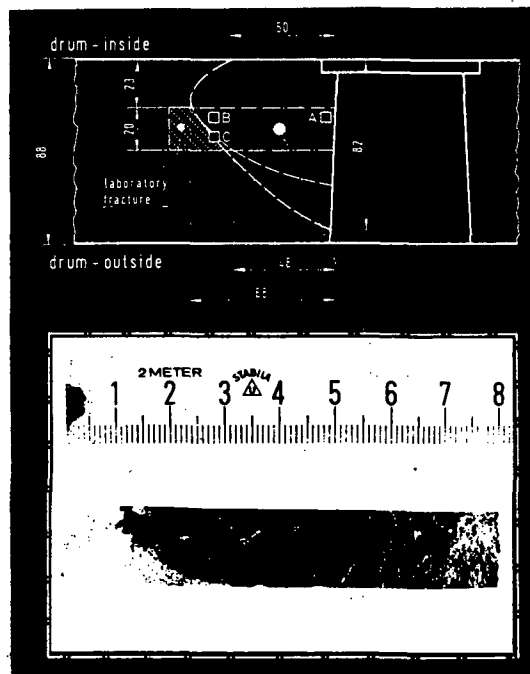 50
drum-inside
23
B
A
20
C
88
82
laboratory
fracture
drum-outside
48
2METER
STABILA
1 2 3 4 5 6 7 8